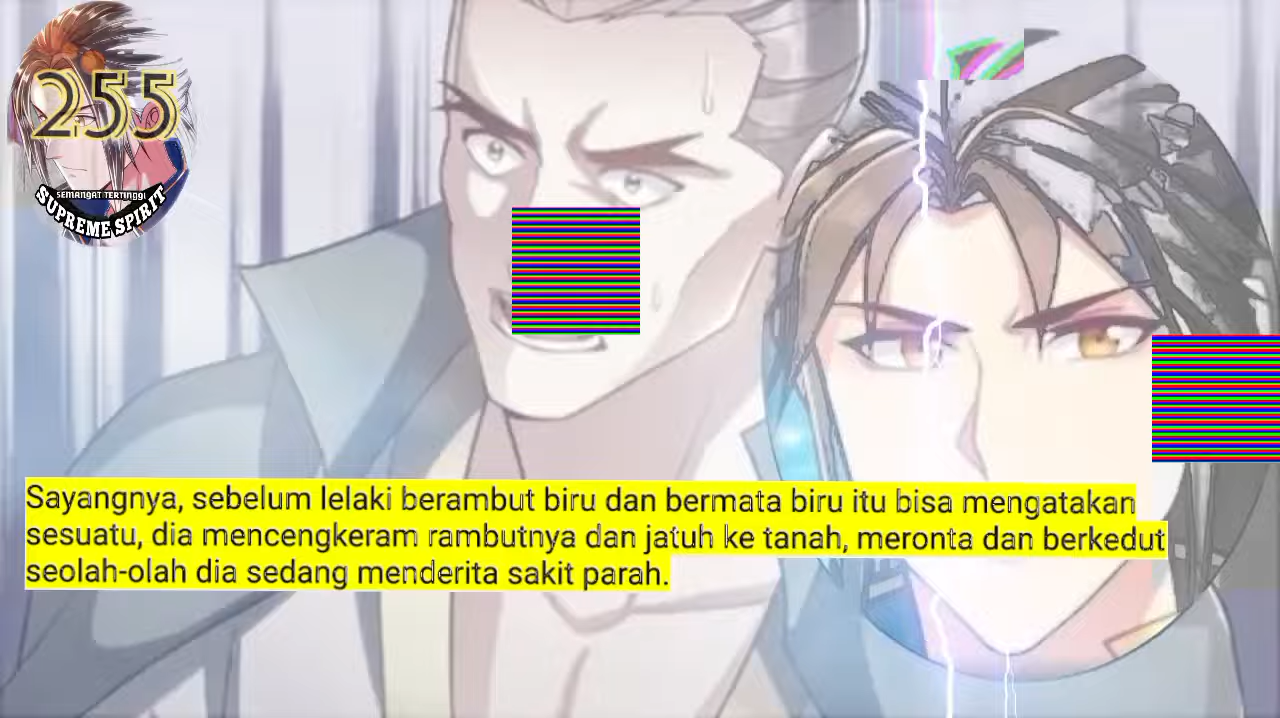 255
SEMANGAT TERTINGGI
SUPREME SPIRIT
Sayangnya, sebelum lelaki berambut biru dan bermata biru itu bisa mengatakan
sesuatu, dia mencengkeram rambutnya dan jatuh ke tanah, meronta dan berkedut
seolah-olah dia sedang menderita sakit parah.